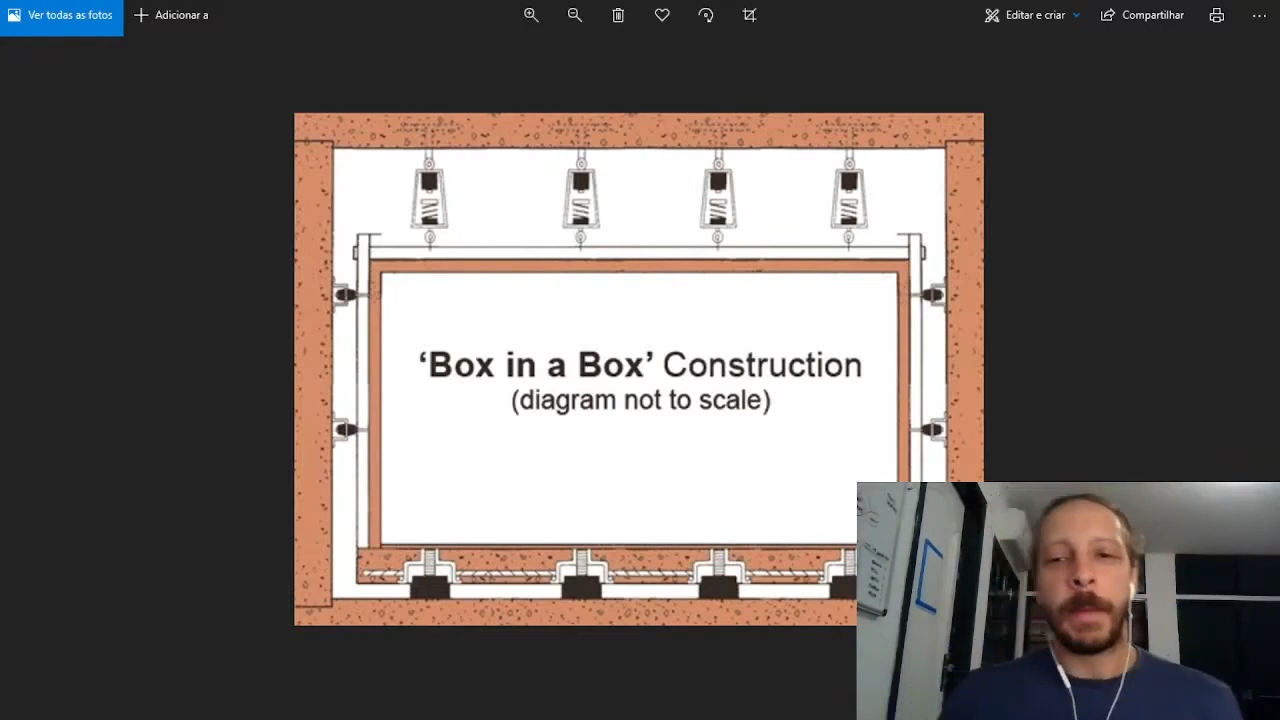 Ver todas as fotos
Adicionar a
Editar e criar
Compartilhar
‘Box in a Box’ Construction
(diagram not to scale)